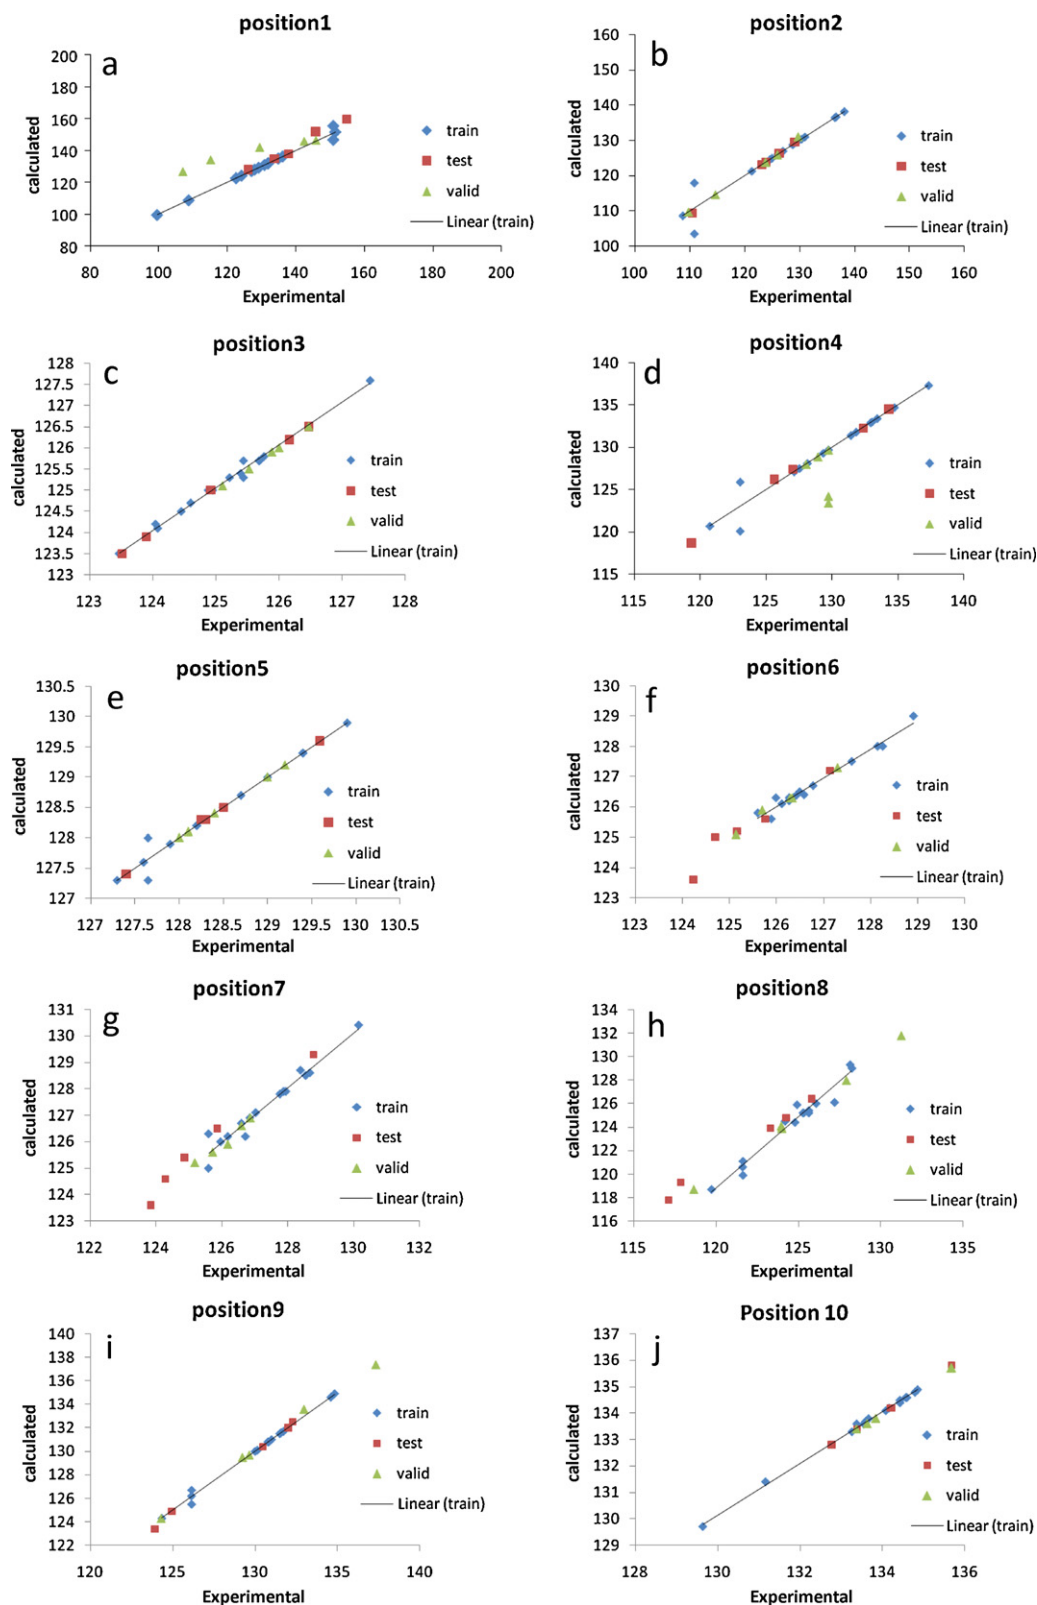 position1
a
200
180
160
140
120
100
80
calculated
80 100 120 140 160 180 200
Experimental
train
test
valid
Linear (train)
position2
b
160
150
140
130
120
110
100
calculated
100 110 120 130 140 150 160
Experimental
train
test
valid
Linear (train)
position3
c
128
127.5
127
126.5
126
125.5
125
124.5
124
123.5
123
calculated
123 124 125 126 127 128
Experimental
train
test
valid
Linear (train)
position4
d
140
135
130
125
120
115
calculated
115 120 125 130 135 140
Experimental
train
test
valid
Linear (train)
position5
e
130.5
130
129.5
129
128.5
128
127.5
127
calculated
127 127.5 128 128.5 129 129.5 130 130.5
Experimental
train
test
valid
Linear (train)
position6
f
130
129
128
127
126
125
124
123
calculated
123 124 125 126 127 128 129 130
Experimental
train
test
valid
Linear (train)
position7
g
131
130
129
128
127
126
125
124
123
calculated
122 124 126 128 130 132
Experimental
train
test
valid
Linear (train)
position8
h
134
132
130
128
126
124
122
120
118
116
calculated
115 120 125 130 135
Experimental
train
test
valid
Linear (train)
position9
i
140
138
136
134
132
130
128
126
124
122
calculated
120 125 130 135 140
Experimental
train
test
valid
Linear (train)
Position 10
j
137
136
135
134
133
132
131
130
129
calculated
128 130 132 134 136
Experimental
train
test
valid
Linear (train)